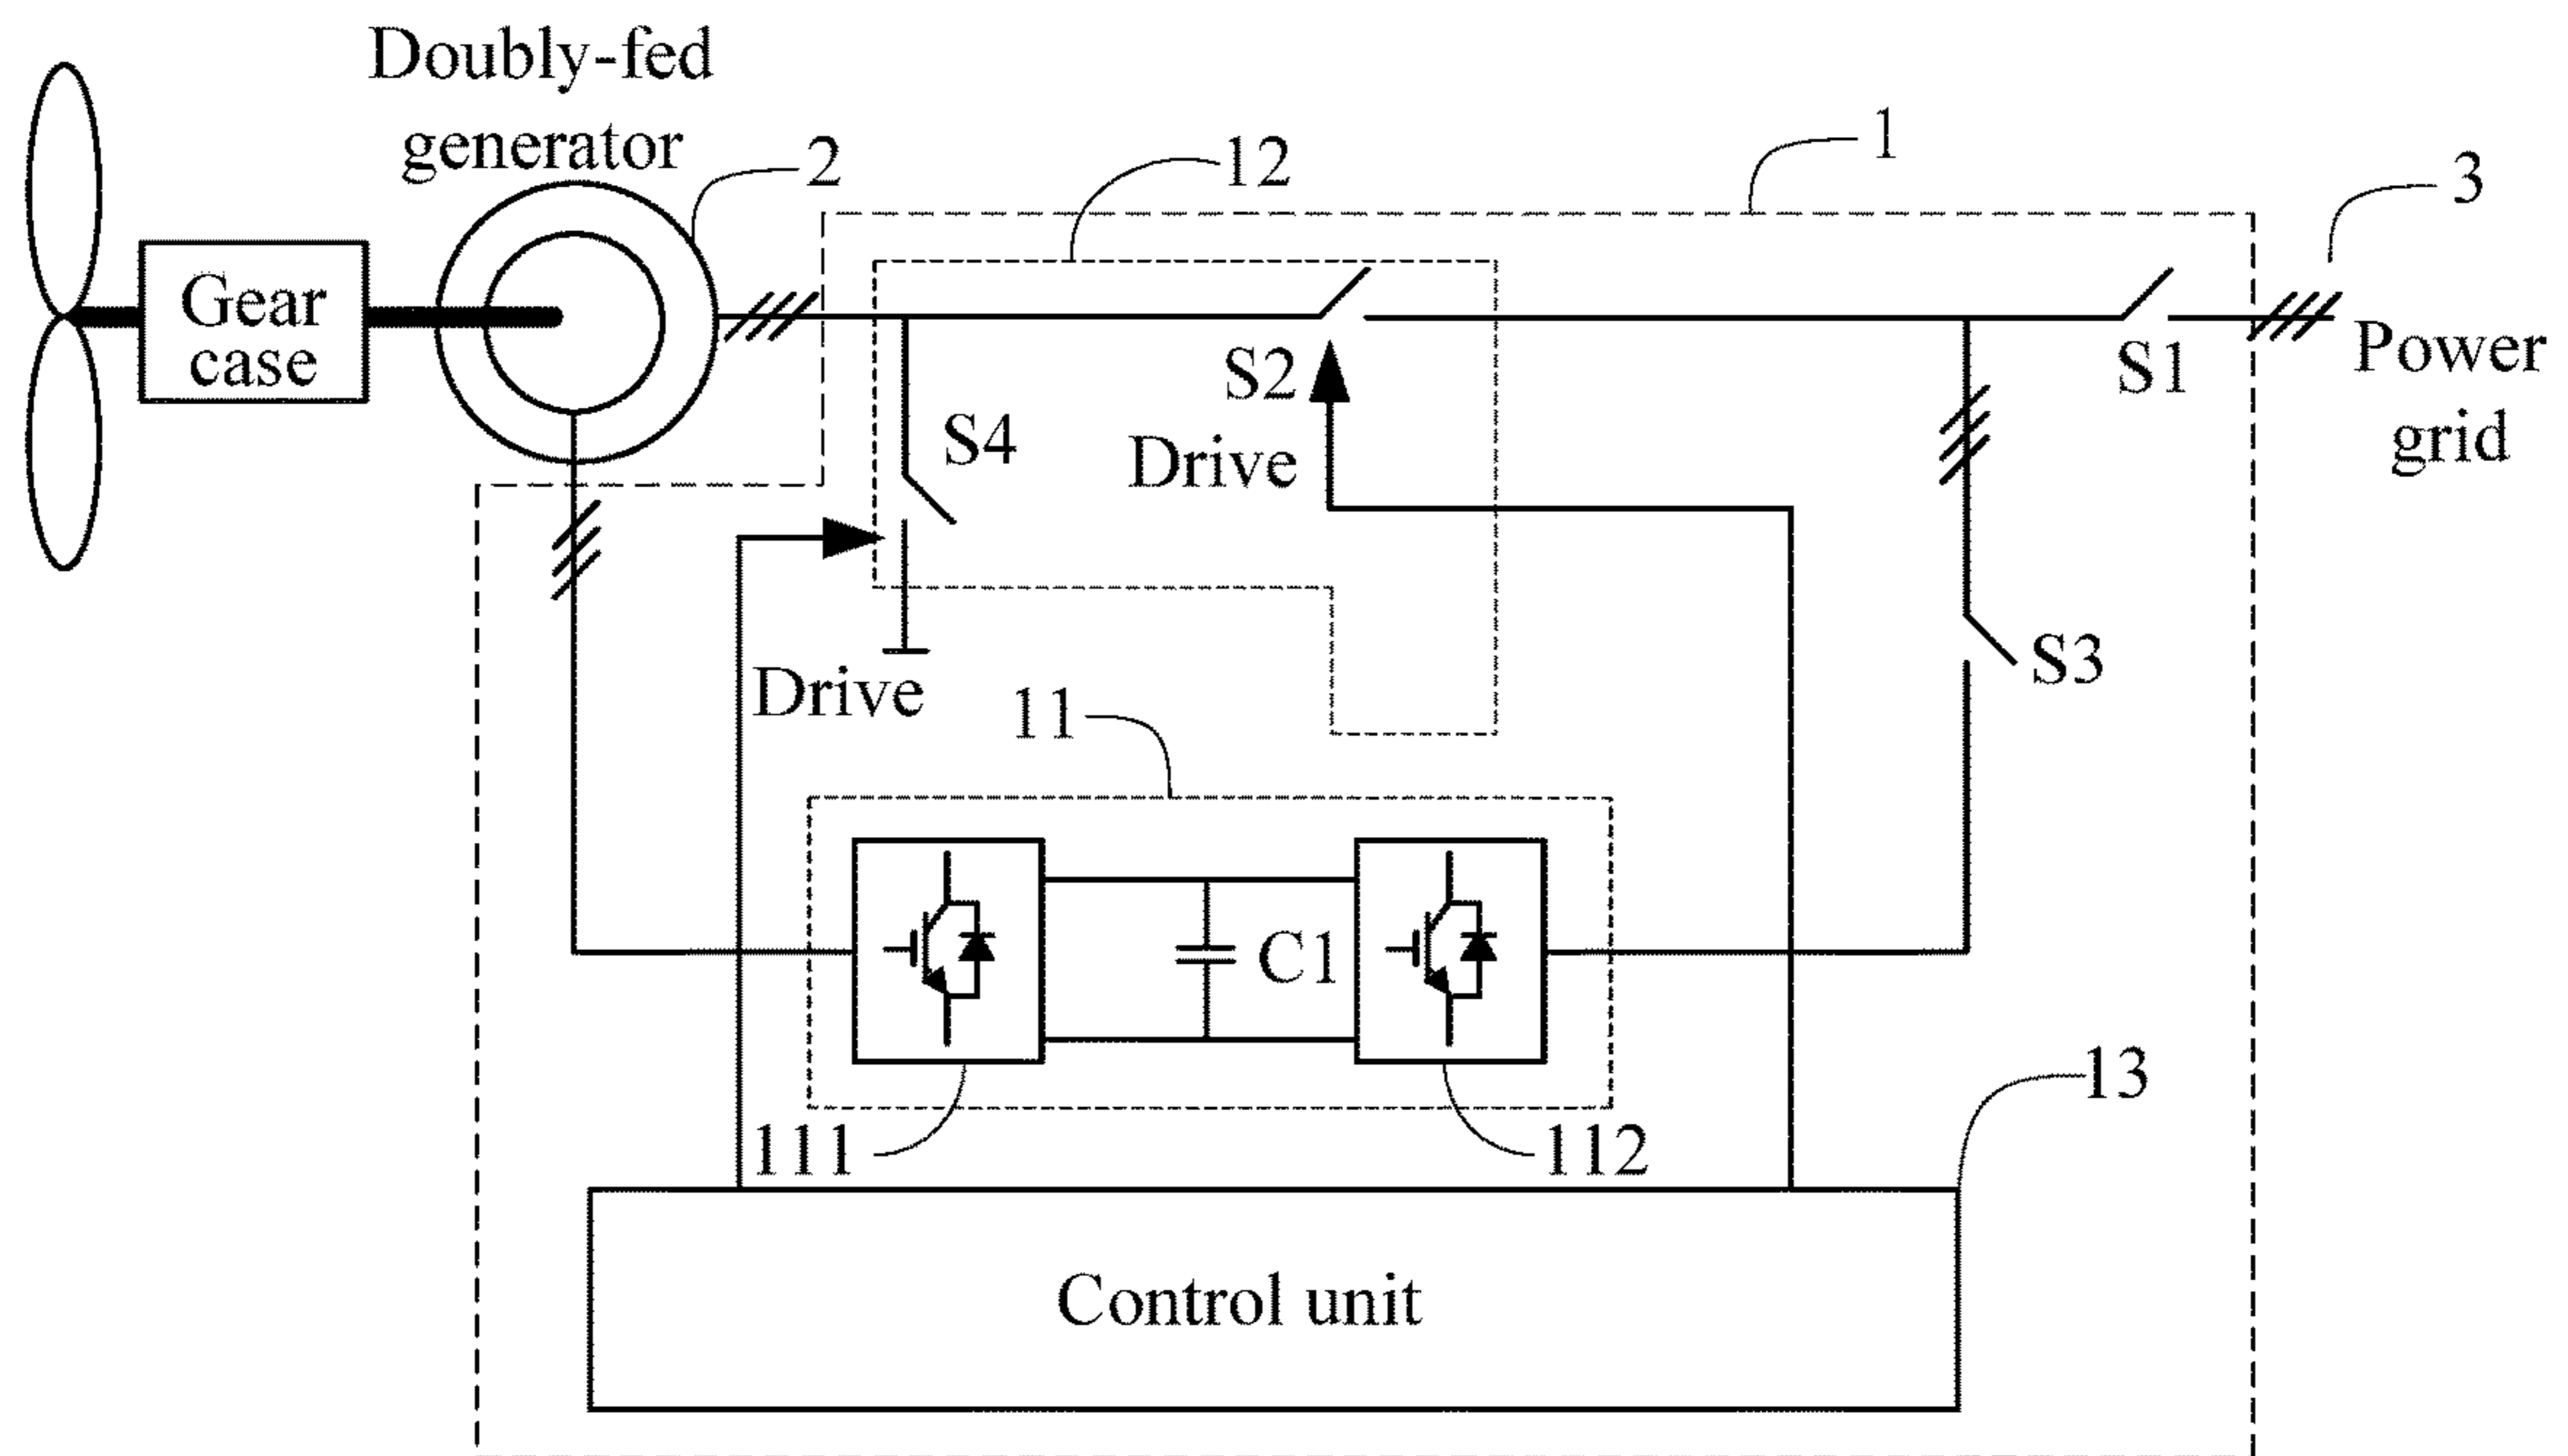 Doubly-fed
generator
2
12
1
3
Gear
case
S2
S1
Power
grid
S4
Drive
S3
Drive
11
C1
13
111
112
Control unit